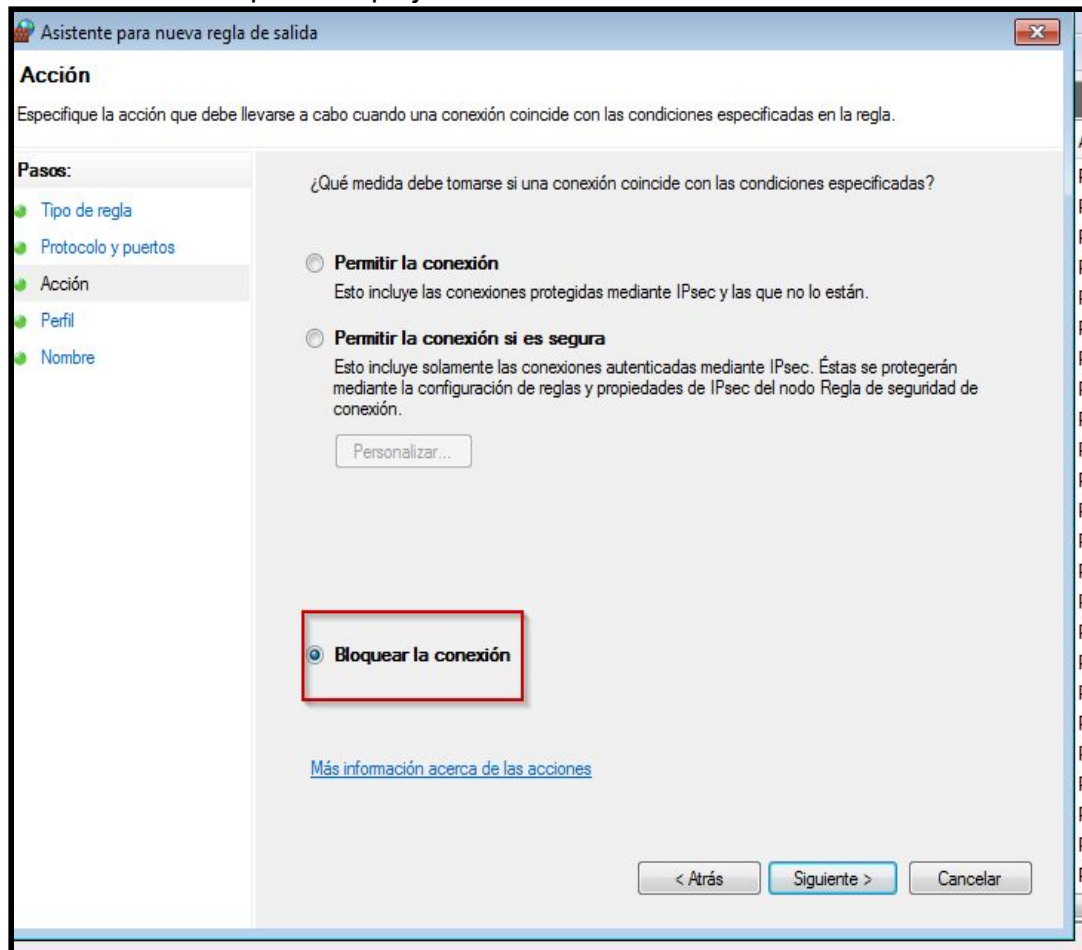 Asistente para nueva regla de salida
Acción
Especifique la acción que debe llevarse a cabo cuando una conexión coincide con las condiciones especificadas en la regla.
Pasos:
Tipo de regla
Protocolo y puertos
Acción
Perfil
Nombre
¿Qué medida debe tomarse si una conexión coincide con las condiciones especificadas?
Permitir la conexión
Esto incluye las conexiones protegidas mediante IPsec y las que no lo están.
Permitir la conexión si es segura
Esto incluye solamente las conexiones autenticadas mediante IPsec. Éstas se protegerán
mediante la configuración de reglas y propiedades de IPsec del nodo Regla de seguridad de
conexión.
Personalizar...
Bloquear la conexión
Más información acerca de las acciones
< Atrás
Siguiente >
Cancelar